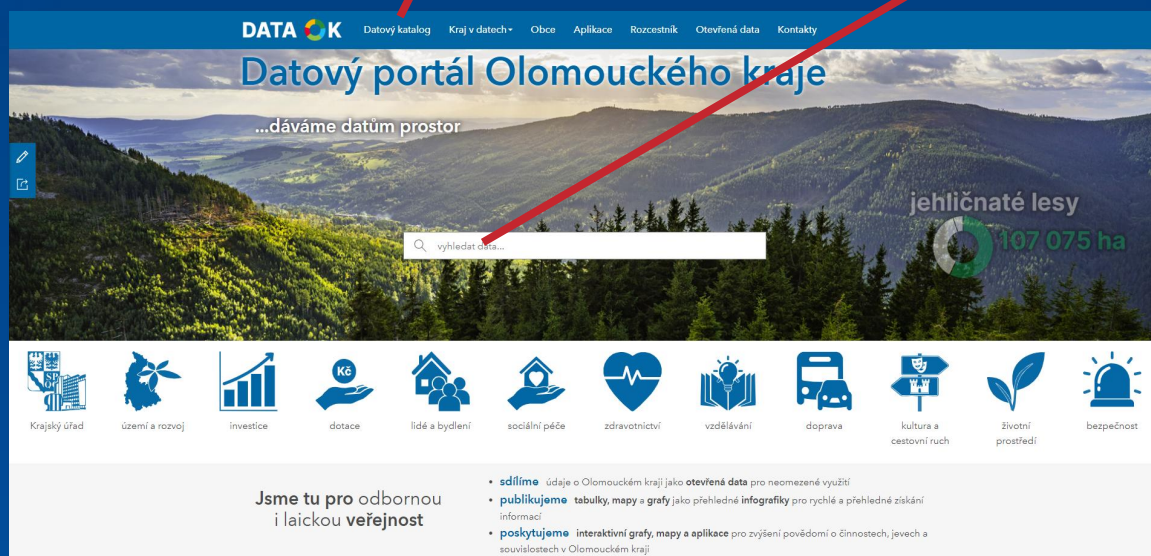 DATA OK
Datový katalog
Kraj v datech
Obce
Aplikace
Rozcestník
Otevřená data
Kontakty
Datový portál Olomouckého kraje
...dáváme datům prostor
vyhledat data...
jehličnaté lesy
107 075 ha
Krajský úřad
území a rozvoj
investice
Kč
dotace
lidé a bydlení
sociální péče
zdravotnictví
vzdělávání
doprava
kultura a
cestovní ruch
životní
prostředí
bezpečnost
Jsme tu pro odbornou
i laickou veřejnost
• sdílíme údaje o Olomouckém kraji jako otevřená data pro neomezené využití
• publikujeme tabulky, mapy a grafy jako přehledné infografiky pro rychlé a přehledné získání
informací
• poskytujeme interaktivní grafy, mapy a aplikace pro zvýšení povědomí o činnostech, jevech a
souvislostech v Olomouckém kraji